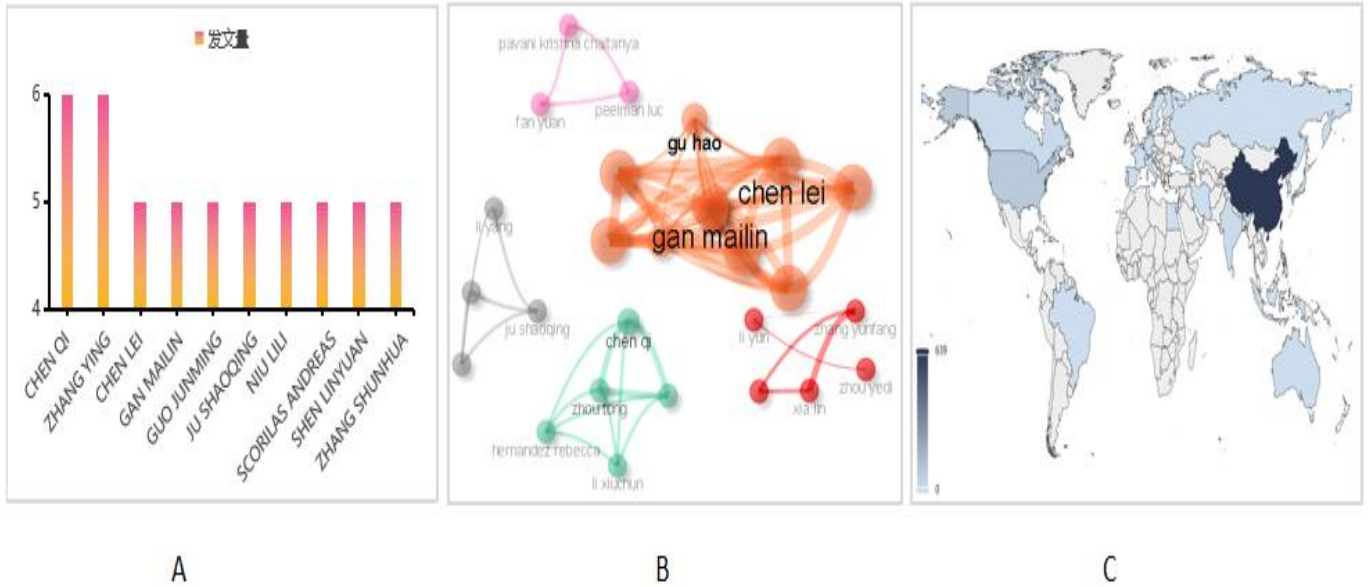 发文量
6
5
4
CHEN QI
ZHANG YING
CHEN LEI
GAN MAILIN
GUO JUNMING
JU SHAOQING
NIU LILI
SCORILAS ANDREAS
SHEN LINYUAN
ZHANG SHUNHUA
A
pavani krishna chaitanya
peelman luc
fan yuan
gu hao
chen lei
gan mailin
li yang
ju shaoqing
chen qi
zhou tong
hernandez rebecca
li xiuchun
li yun
zhang yunfang
xia lin
zhou yedi
B
639
0
C